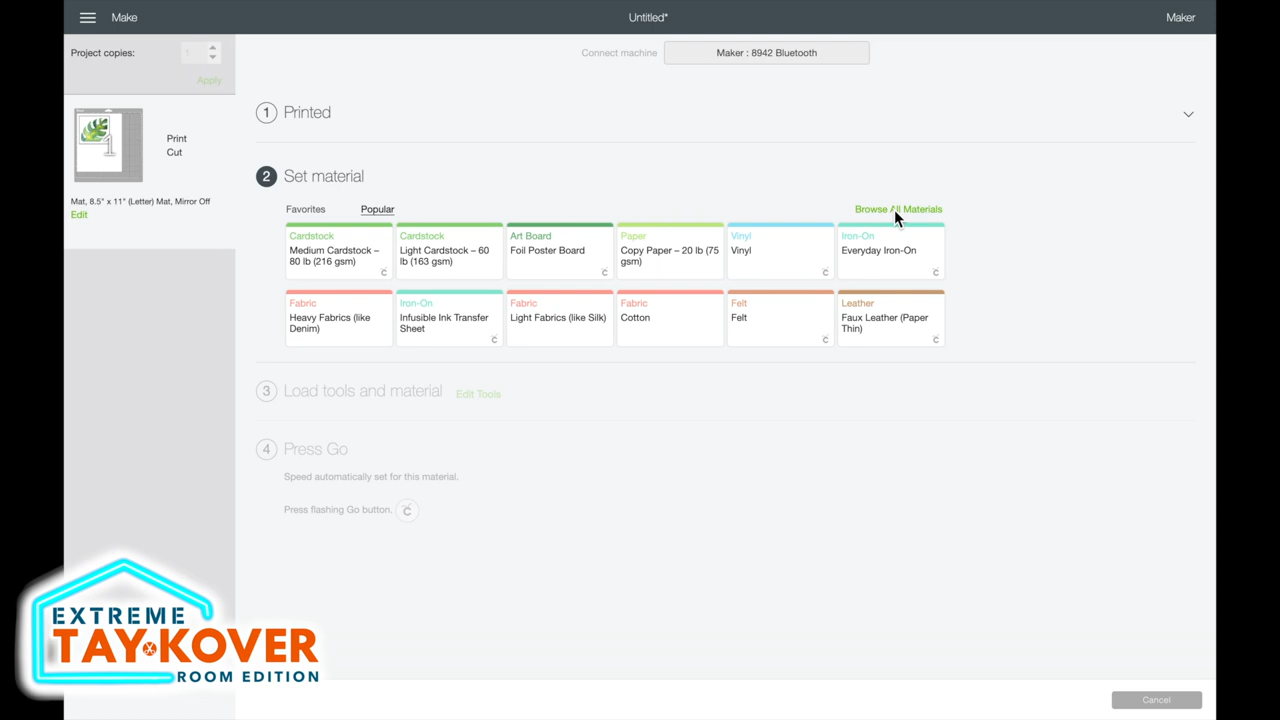 Make
Untitled*
Maker
Project copies:
1
Apply
Print
Cut
Mat, 8.5" x 11" (Letter) Mat, Mirror Off
Edit
Connect machine
Maker : 8942 Bluetooth
1 Printed
2 Set material
Favorites
Popular
Browse All Materials
Cardstock
Medium Cardstock –
80 lb (216 gsm)
Cardstock
Light Cardstock – 60
lb (163 gsm)
Art Board
Foil Poster Board
Paper
Copy Paper – 20 lb (75
gsm)
Vinyl
Vinyl
Iron-On
Everyday Iron-On
Fabric
Heavy Fabrics (like
Denim)
Iron-On
Infusible Ink Transfer
Sheet
Fabric
Light Fabrics (like Silk)
Fabric
Cotton
Felt
Felt
Leather
Faux Leather (Paper
Thin)
3 Load tools and material Edit Tools
4 Press Go
Speed automatically set for this material.
Press flashing Go button.
Cancel
EXTREME
TAY-KOVER
ROOM EDITION